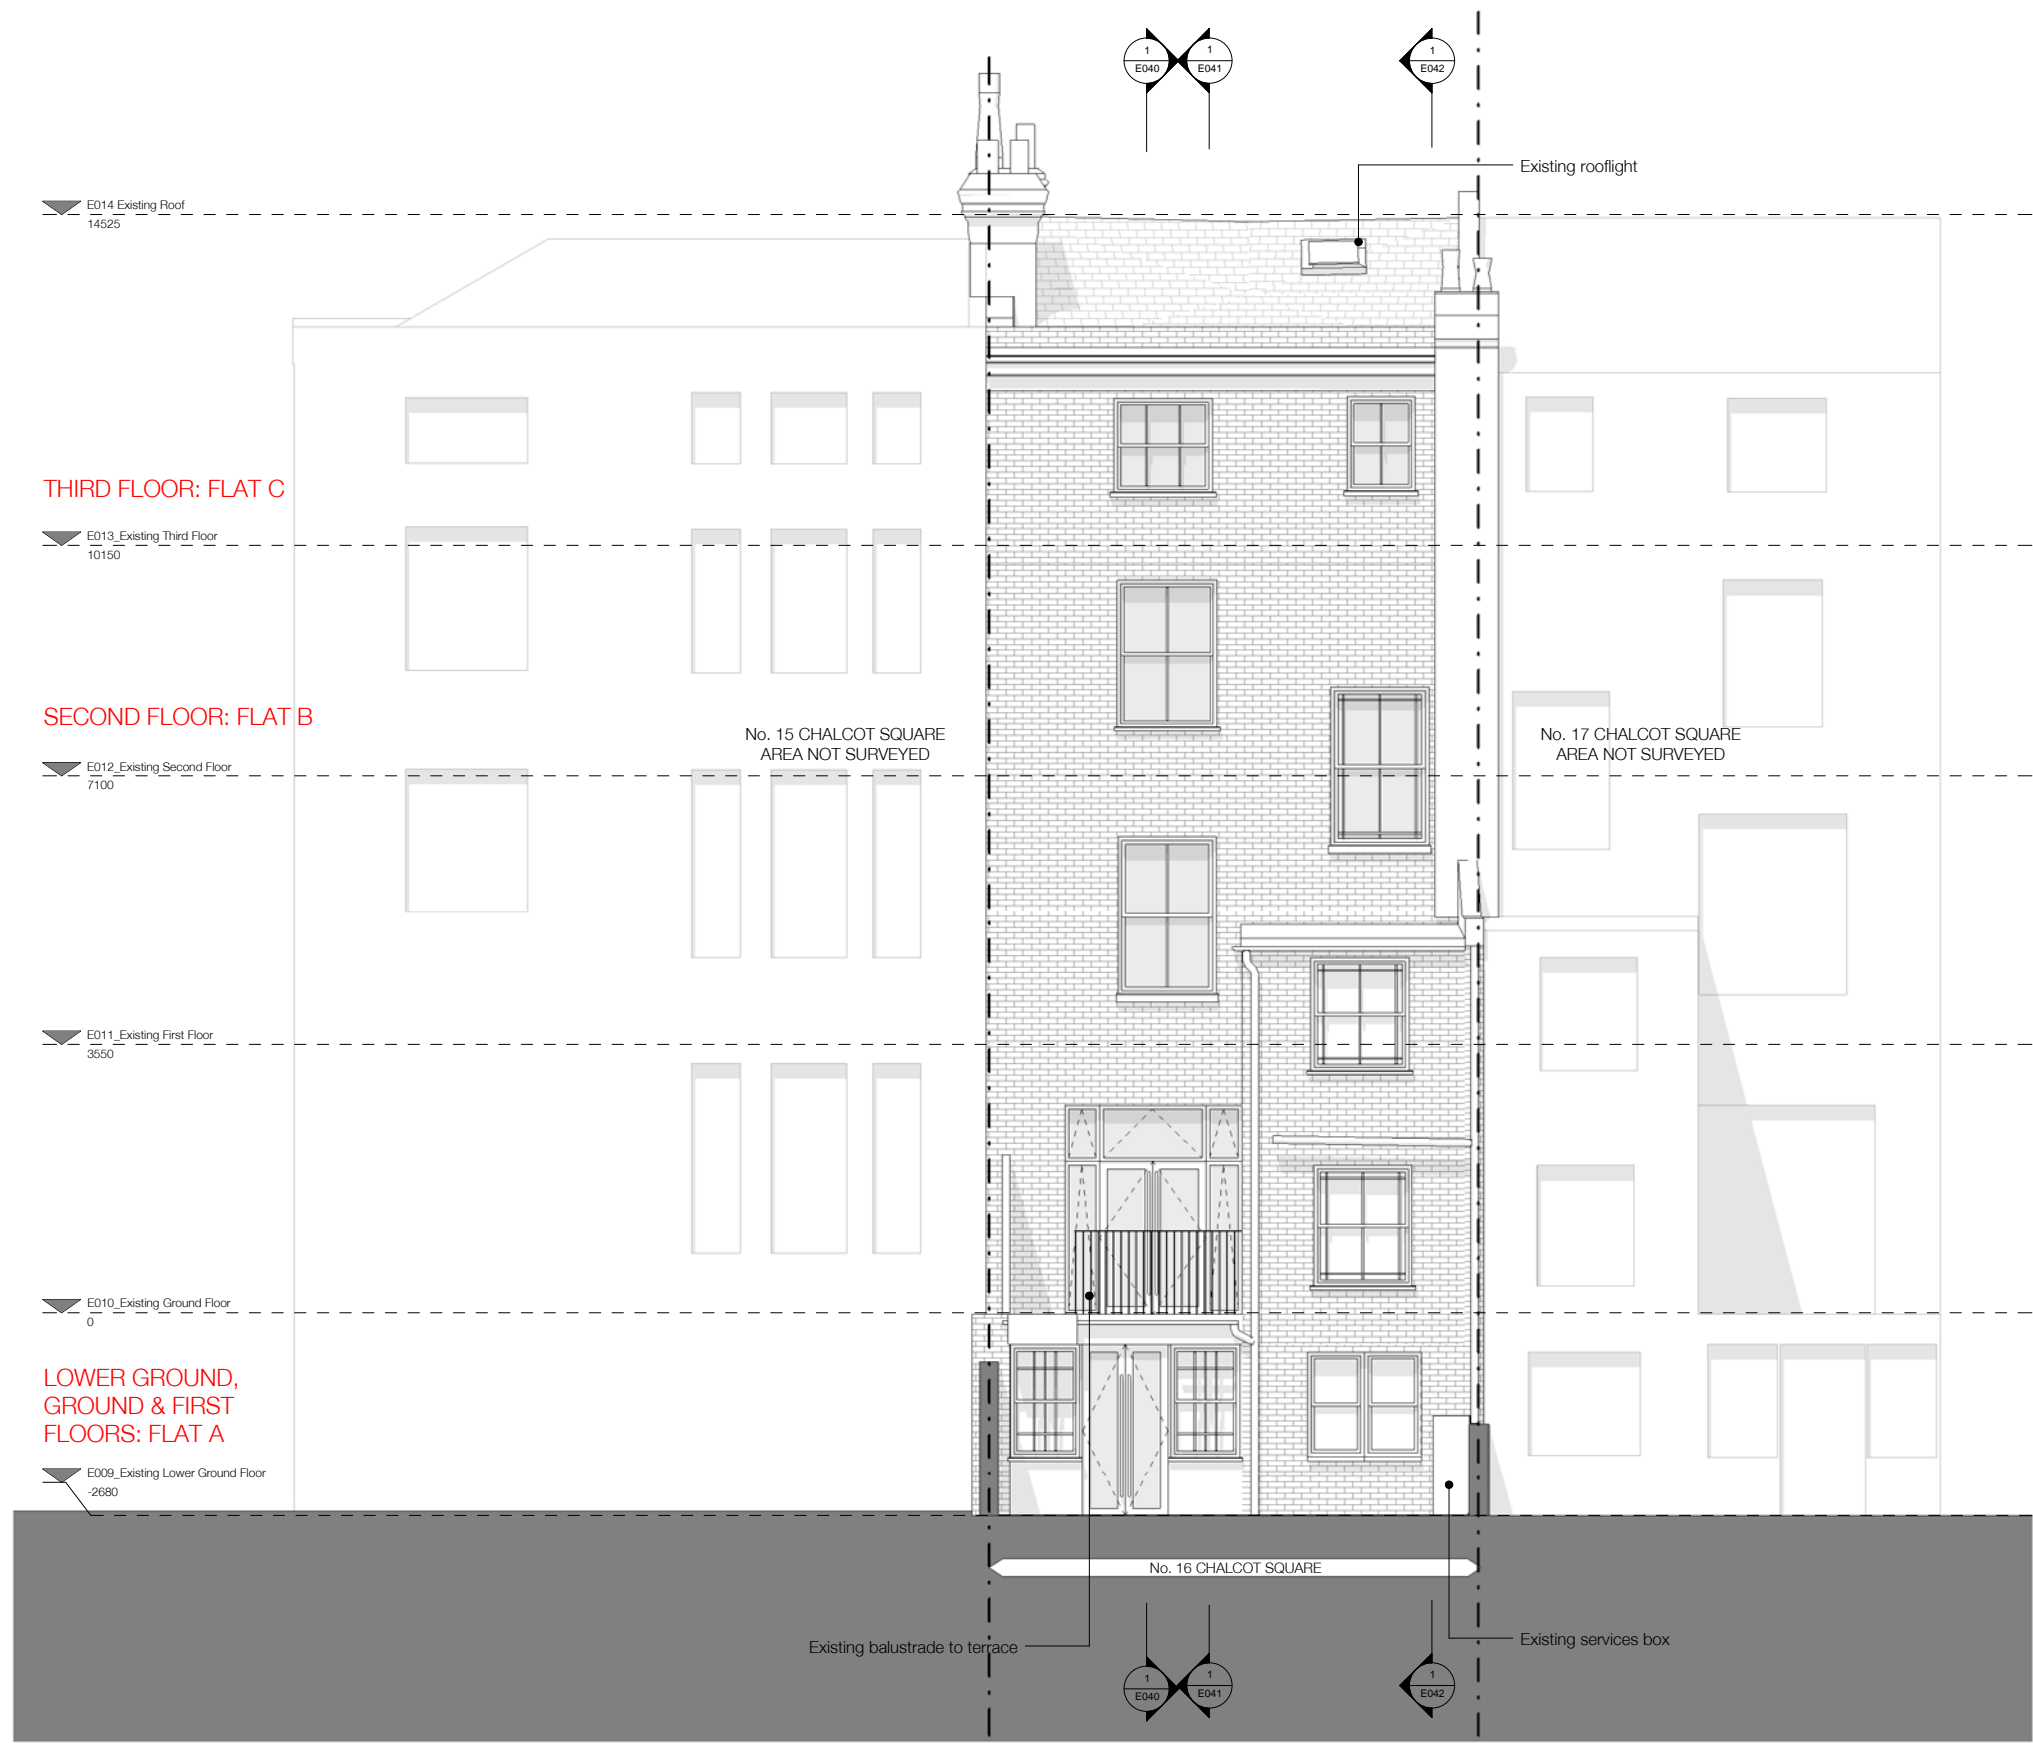 1
E040
1
E041
1
E042
Existing rooflight
E014 Existing Roof
14525
THIRD FLOOR: FLAT C
E013_Existing Third Floor
10150
SECOND FLOOR: FLAT B
No. 15 CHALCOT SQUARE
AREA NOT SURVEYED
No. 17 CHALCOT SQUARE
AREA NOT SURVEYED
E012_Existing Second Floor
7100
E011_Existing First Floor
3550
E010_Existing Ground Floor
0
LOWER GROUND,
GROUND & FIRST
FLOORS: FLAT A
E009_Existing Lower Ground Floor
-2680
No. 16 CHALCOT SQUARE
Existing balustrade to terrace
Existing services box
1
E040
1
E041
1
E042